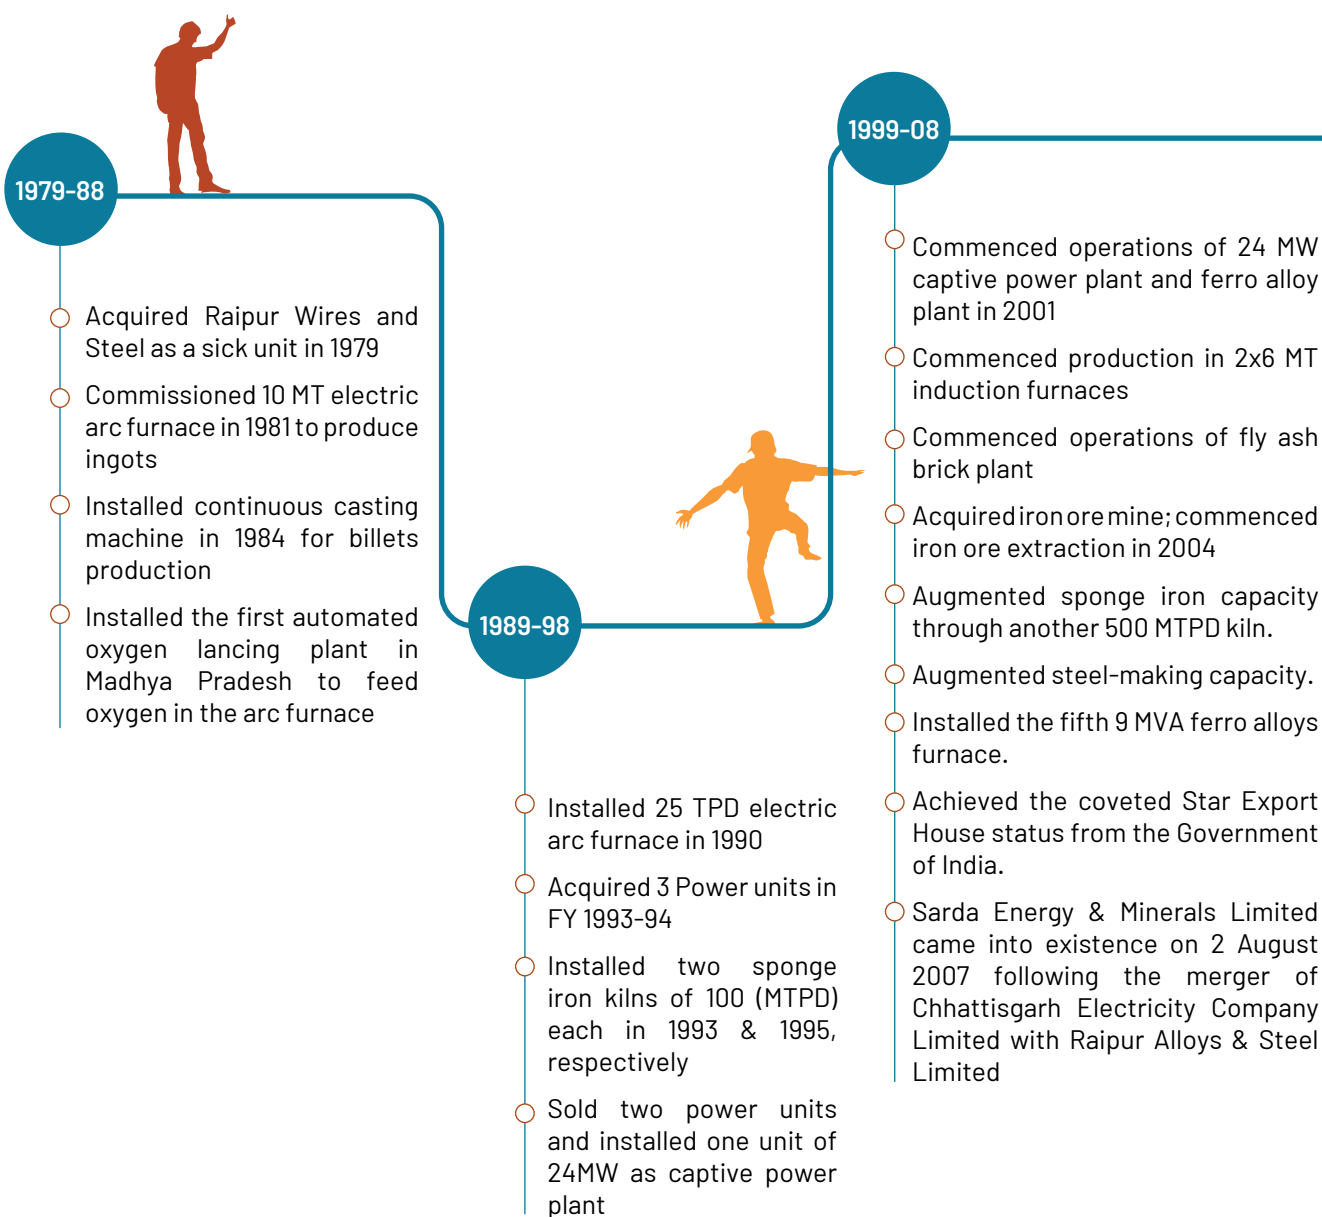 1979-88
Acquired Raipur Wires and
Steel as a sick unit in 1979
Commissioned 10 MT electric
arc furnace in 1981 to produce
ingots
Installed continuous casting
machine in 1984 for billets
production
Installed the first automated
oxygen lancing plant in
Madhya Pradesh to feed
oxygen in the arc furnace
1989-98
Installed 25 TPD electric
arc furnace in 1990
Acquired 3 Power units in
FY 1993-94
Installed two sponge
iron kilns of 100 (MTPD)
each in 1993 & 1995,
respectively
Sold two power units
and installed one unit of
24MW as captive power
plant
1999-08
Commenced operations of 24 MW
captive power plant and ferro alloy
plant in 2001
Commenced production in 2x6 MT
induction furnaces
Commenced operations of fly ash
brick plant
Acquired iron ore mine; commenced
iron ore extraction in 2004
Augmented sponge iron capacity
through another 500 MTPD kiln.
Augmented steel-making capacity.
Installed the fifth 9 MVA ferro alloys
furnace.
Achieved the coveted Star Export
House status from the Government
of India.
Sarda Energy & Minerals Limited
came into existence on 2 August
2007 following the merger of
Chhattisgarh Electricity Company
Limited with Raipur Alloys & Steel
Limited